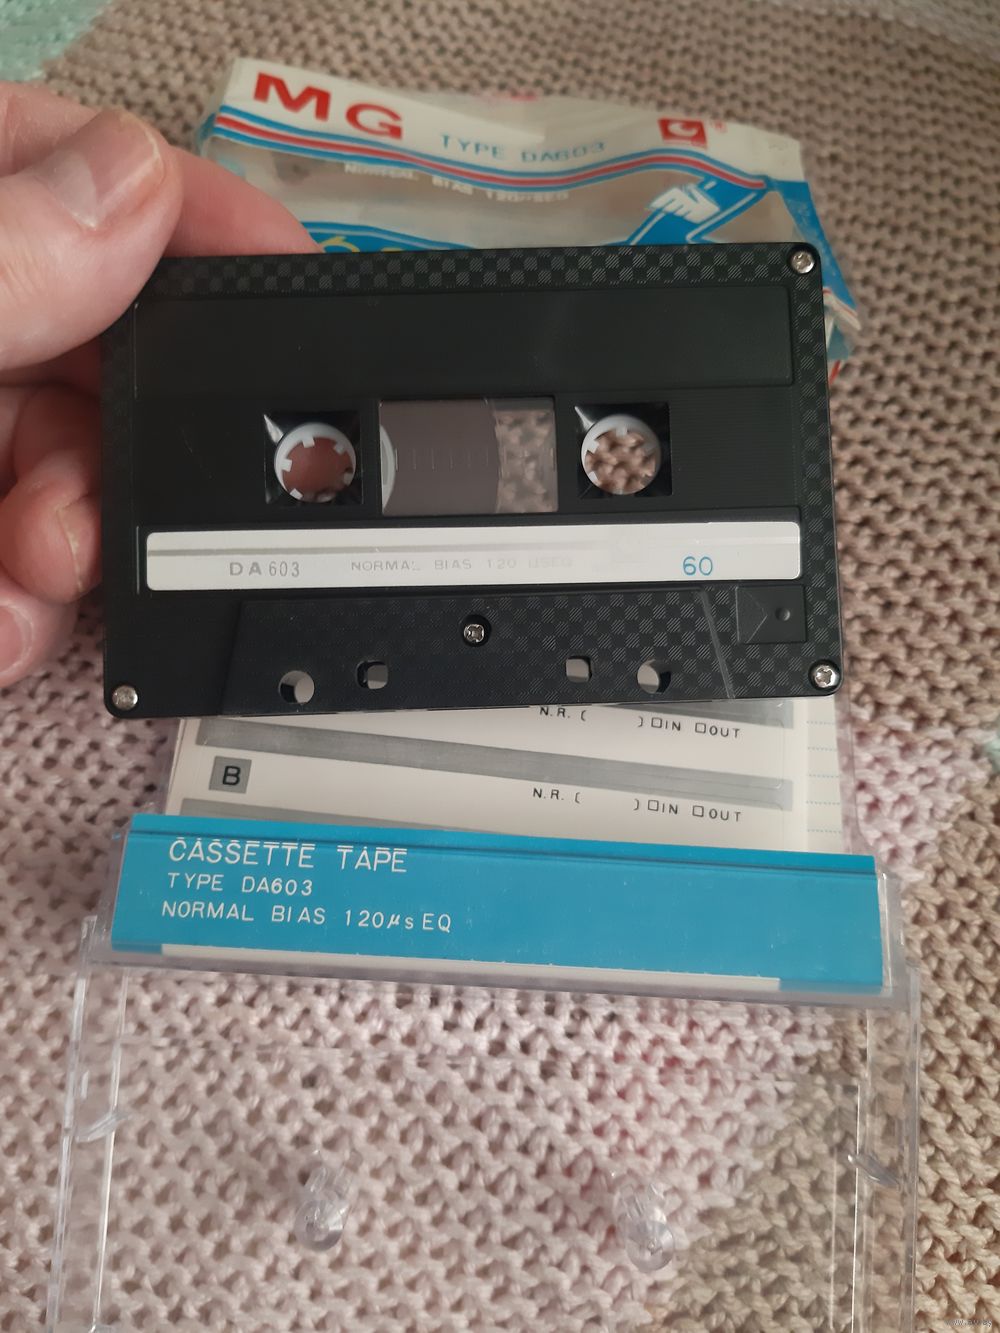 MG
TYPE DA603
NORMAL BIAS 120µSEQ
DA603 NORMAL BIAS 120 µSEQ 60
N.R. ( ) □IN □OUT
B
N.R. ( ) □IN □OUT
CASSETTE TAPE
TYPE DA603
NORMAL BIAS 120µs EQ